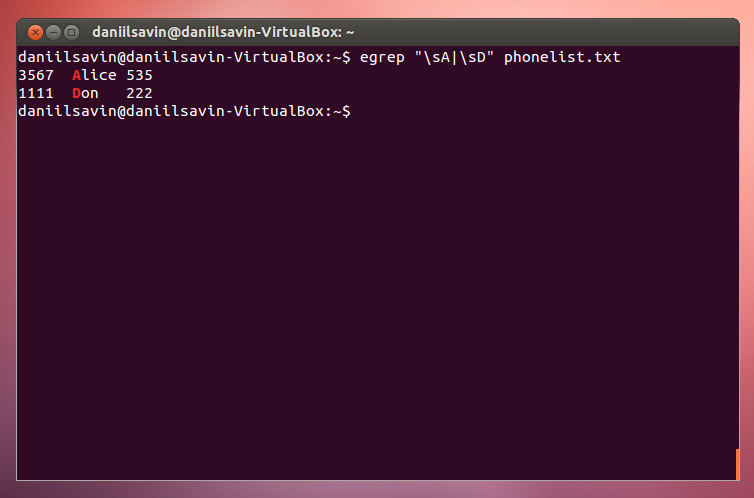 daniilsavin@daniilsavin-VirtualBox: ~
daniilsavin@daniilsavin-VirtualBox:~$ egrep "\sA|\sD" phonelist.txt
3567  Alice 535
1111  Don   222
daniilsavin@daniilsavin-VirtualBox:~$